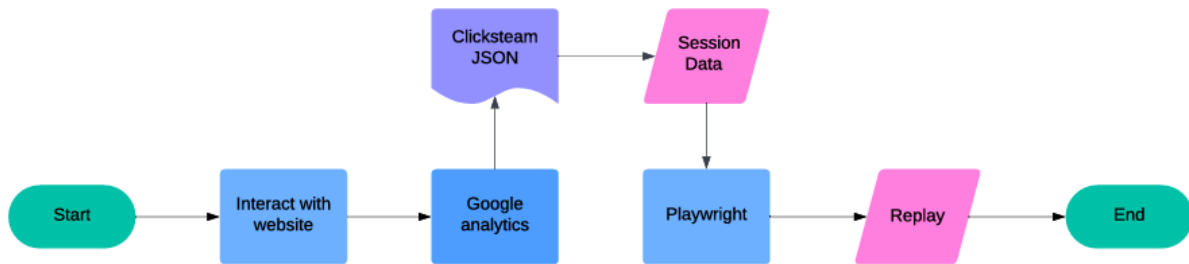 Clicksteam
JSON
Session
Data
Start
Interact with
website
Google
analytics
Playwright
Replay
End